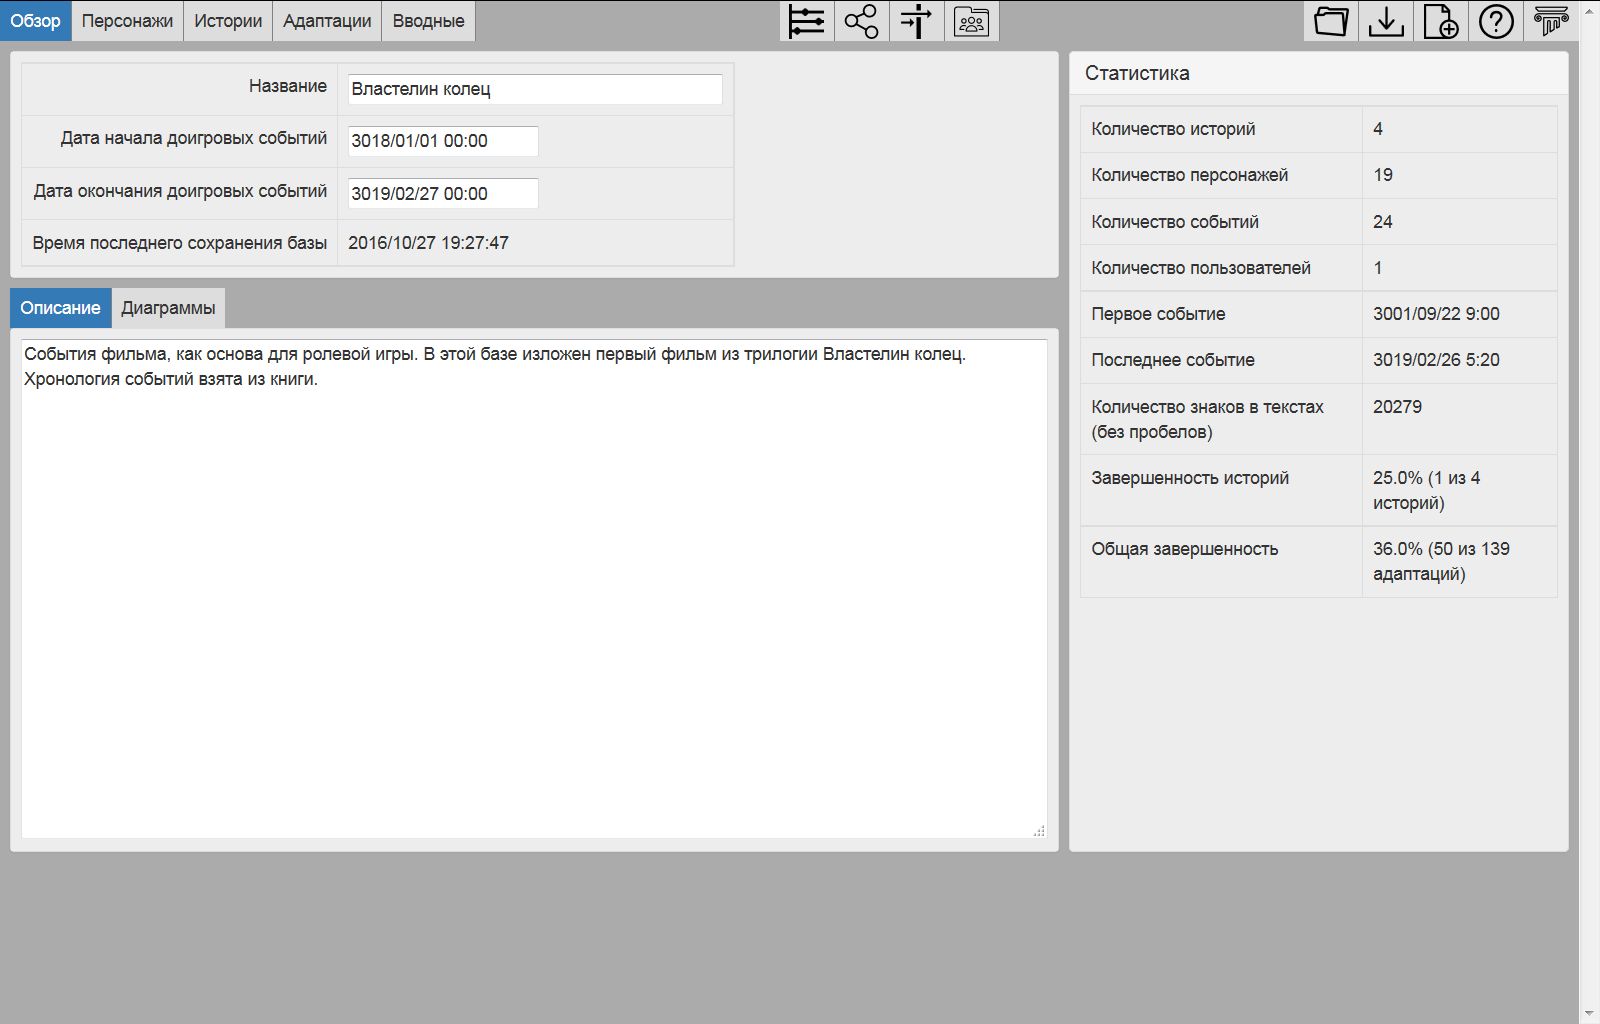 Обзор Персонажи Истории Адаптации Вводные
Название Властелин колец
Дата начала доигровых событий 3018/01/01 00:00
Дата окончания доигровых событий 3019/02/27 00:00
Время последнего сохранения базы 2016/10/27 19:27:47
Описание Диаграммы
События фильма, как основа для ролевой игры. В этой базе изложен первый фильм из трилогии Властелин колец.
Хронология событий взята из книги.
Статистика
Количество историй 4
Количество персонажей 19
Количество событий 24
Количество пользователей 1
Первое событие 3001/09/22 9:00
Последнее событие 3019/02/26 5:20
Количество знаков в текстах 20279
(без пробелов)
Завершенность историй 25.0% (1 из 4
историй)
Общая завершенность 36.0% (50 из 139
адаптаций)